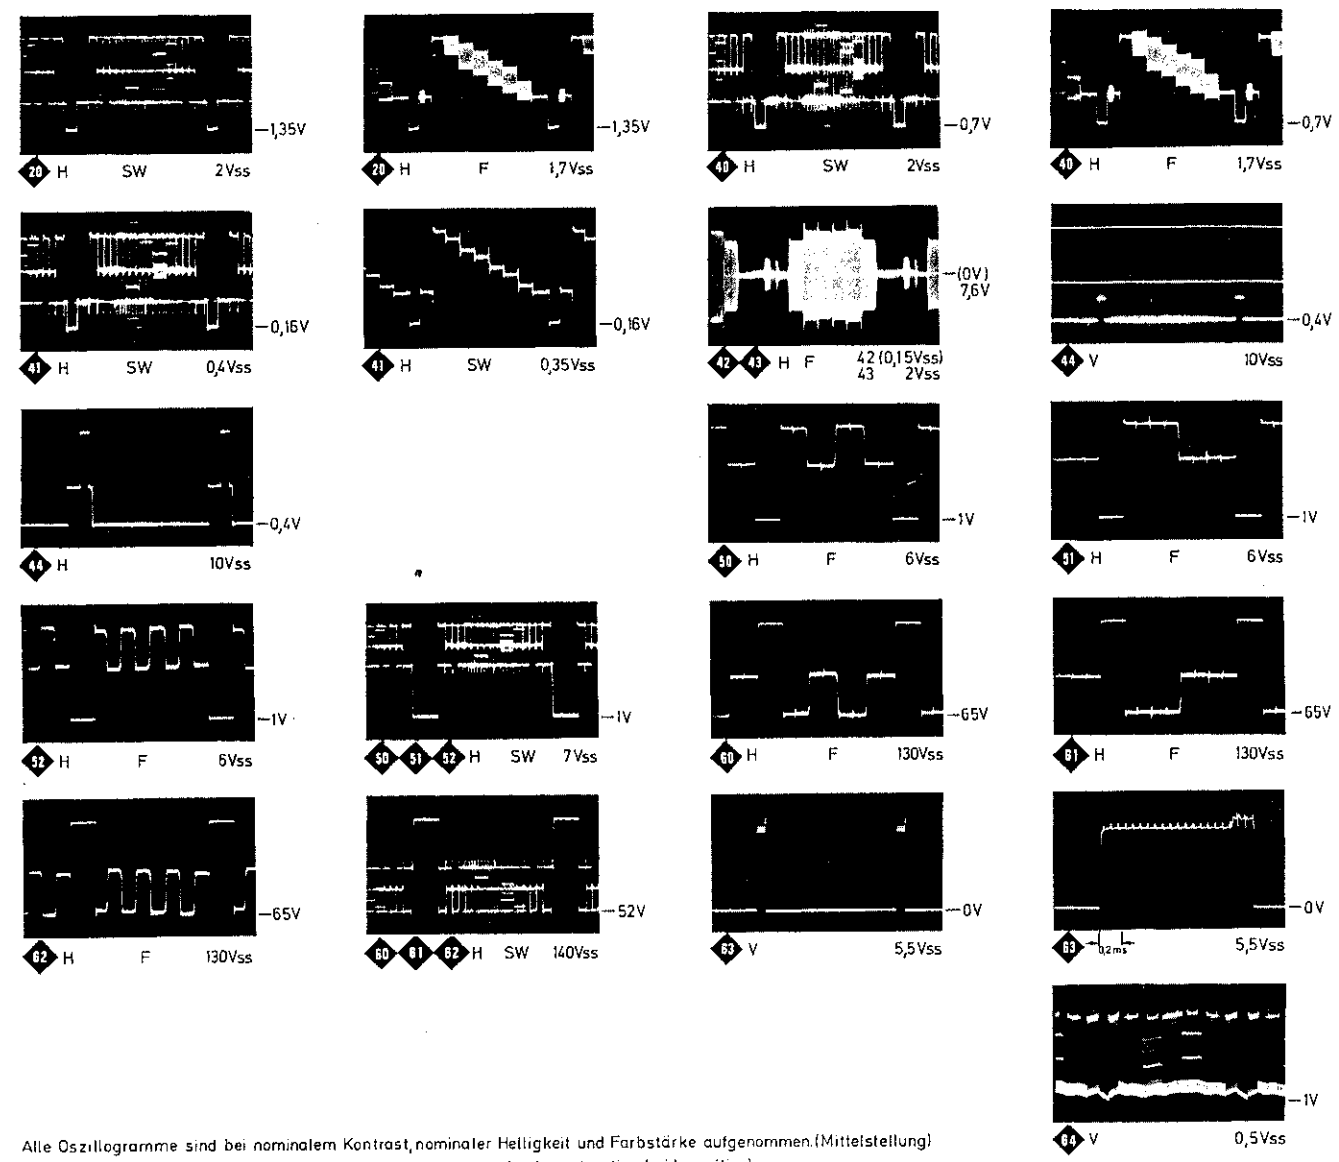 -1,35V
20 H SW 2Vss
-1,35V
20 H F 1,7Vss
-0,7V
40 H SW 2Vss
-0,7V
40 H F 1,7Vss
-0,16V
41 H SW 0,4Vss
-0,16V
41 H SW 0,35Vss
-(0V)
7,6V
42 43 H F 42 (0,15Vss)
43 2Vss
-0,4V
44 V 10Vss
-0,4V
44 H 10Vss
-1V
50 H F 6Vss
-1V
51 H F 6Vss
-1V
52 H F 6Vss
-1V
50 51 52 H SW 7Vss
-65V
60 H F 130Vss
-65V
61 H F 130Vss
-65V
62 H F 130Vss
-52V
60 61 62 H SW 140Vss
-0V
63 V 5,5Vss
-0V
63 0,2ms 5,5Vss
-1V
64 V 0,5Vss
Alle Oszillogramme sind bei nominalem Kontrast, nominaler Helligkeit und Farbstärke aufgenommen. (Mittelstellung)